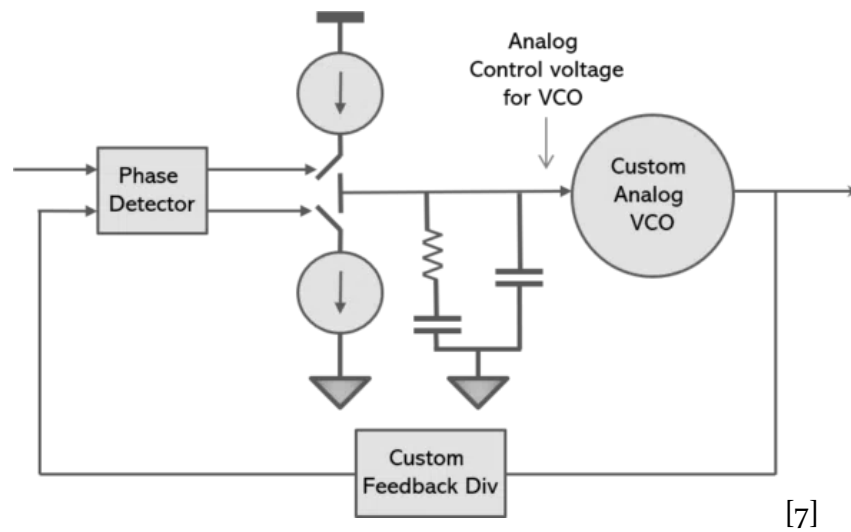 Analog
Control voltage
for VCO
Phase
Detector
Custom
Analog
VCO
Custom
Feedback Div
[7]